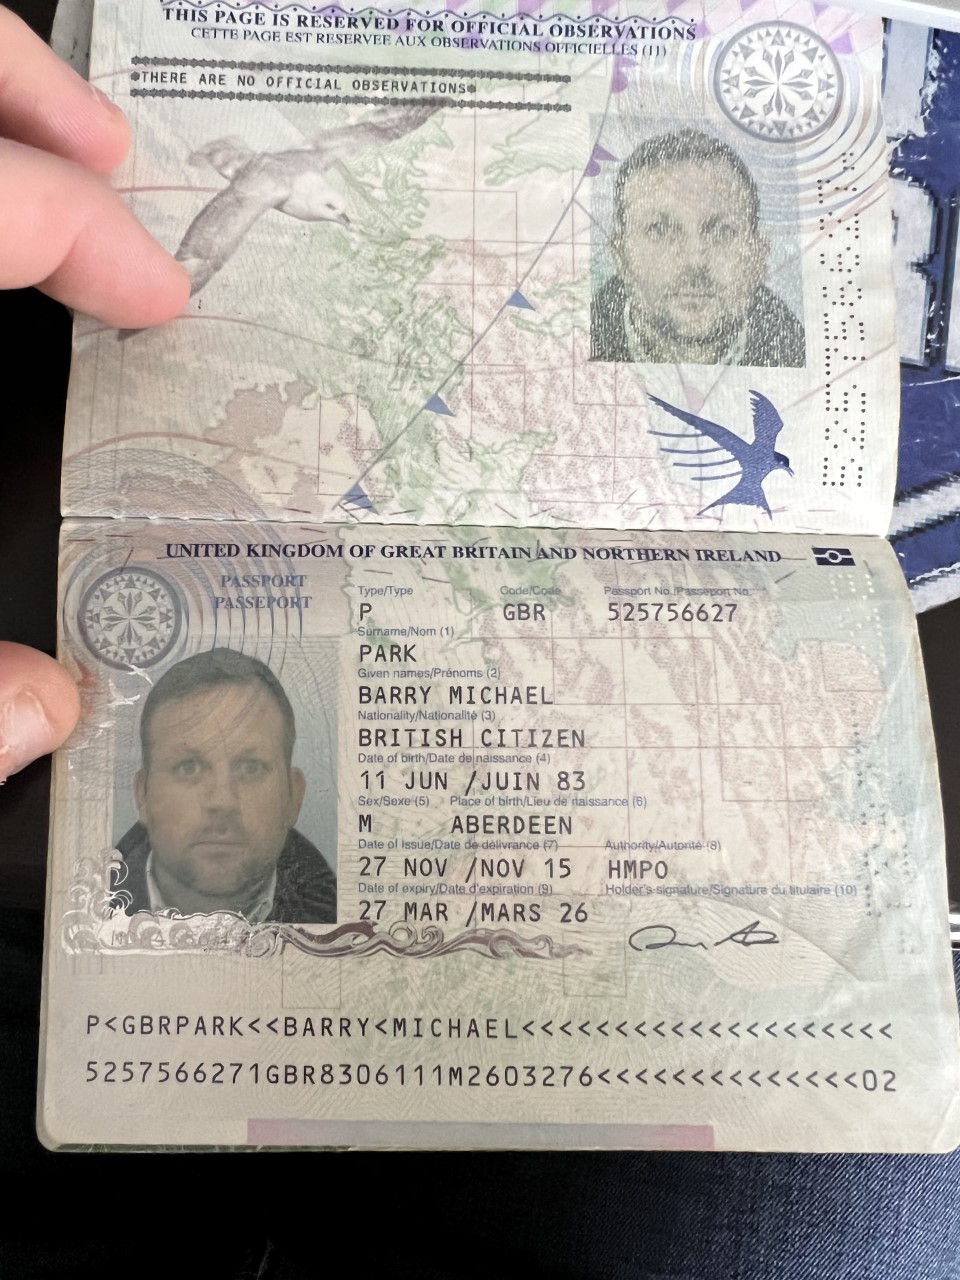 THIS PAGE IS RESERVED FOR OFFICIAL OBSERVATIONS
CETTE PAGE EST RESERVEE AUX OBSERVATIONS OFFICIELLES (11)
THERE ARE NO OFFICIAL OBSERVATIONS
UNITED KINGDOM OF GREAT BRITAIN AND NORTHERN IRELAND
PASSPORT
PASSEPORT
Type/Type Code/Code Passport No./Passeport No.
P GBR 525756627
Surname/Nom (1)
PARK
Given names/Prénoms (2)
BARRY MICHAEL
Nationality/Nationalité (3)
BRITISH CITIZEN
Date of birth/Date de naissance (4)
11 JUN /JUIN 83
Sex/Sexe (5) Place of birth/Lieu de naissance (6)
M ABERDEEN
Date of issue/Date de délivrance (7) Authority/Autorité (8)
27 NOV /NOV 15 HMPO
Date of expiry/Date d'expiration (9) Holder's signature/Signature du titulaire (10)
27 MAR /MARS 26
P<GBRPARK<<BARRY<MICHAEL<<<<<<<<<<<<<<<<<<<<
5257566271GBR8306111M2603276<<<<<<<<<<<<<<02